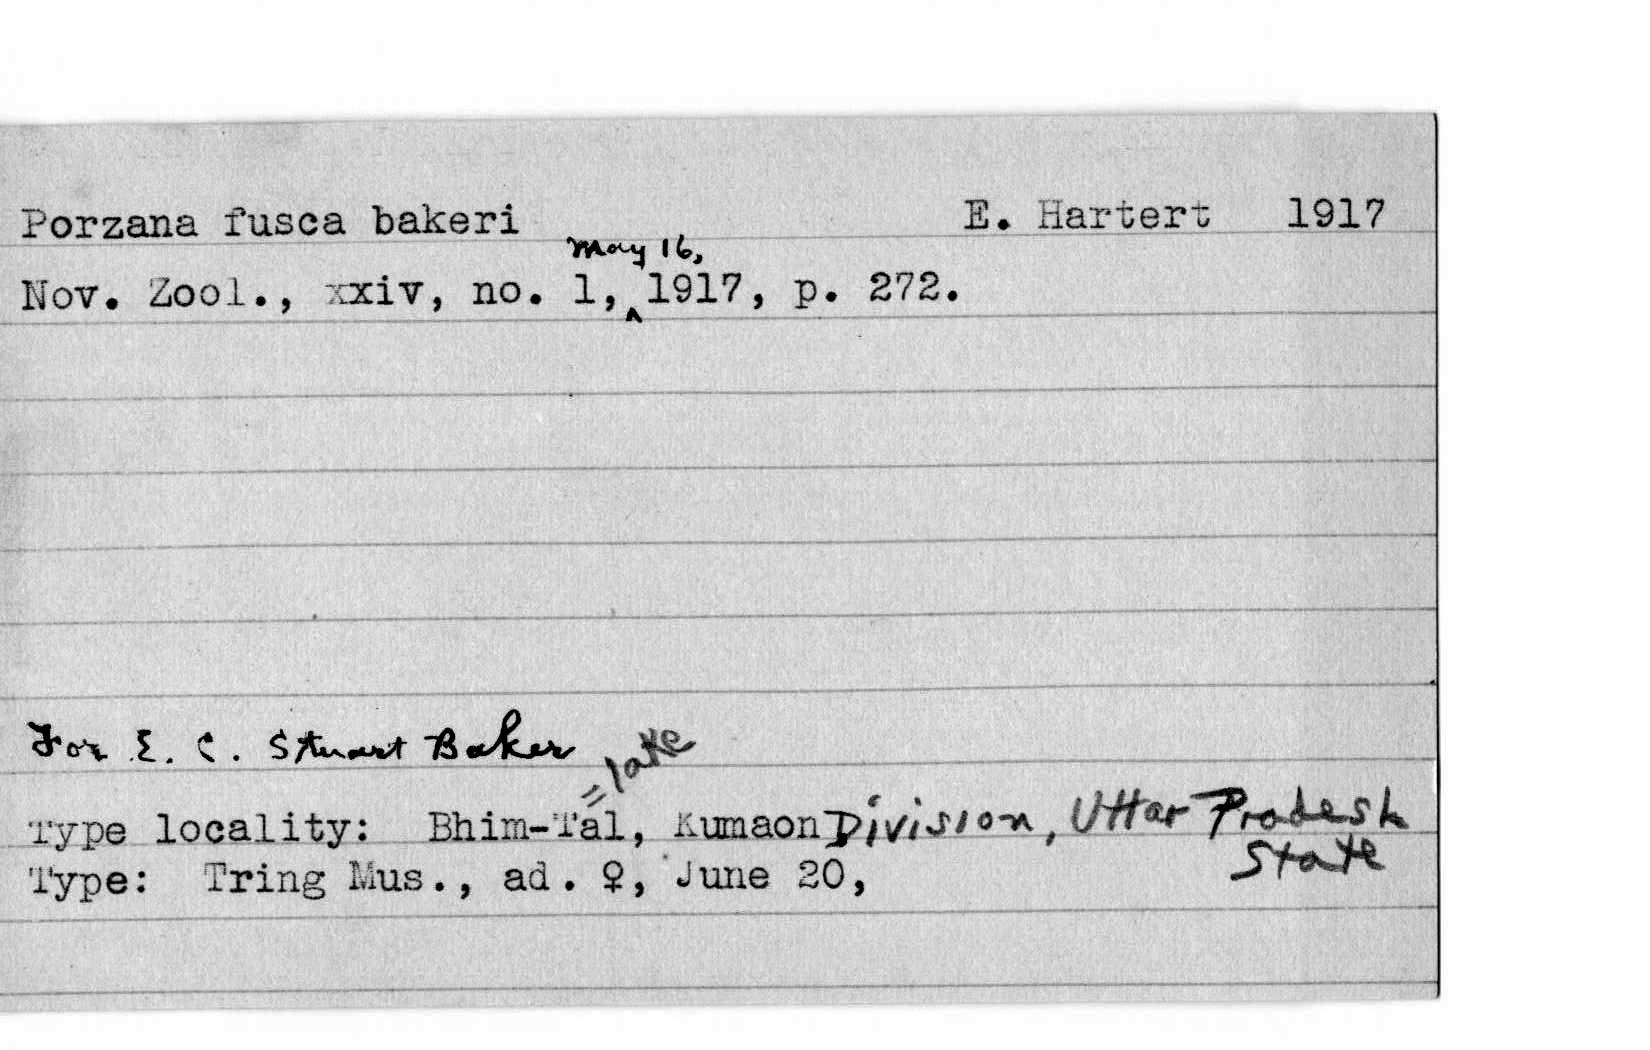 Porzana fusca bakeri E. Hartert 1917
May 16,
Nov. Zool., xxiv, no. 1, ^ 1917, p. 272.
For E. C. Stuart Baker
= lake
Type locality: Bhim-Tal, Kumaon Division, Uttar Pradesh
State
Type: Tring Mus., ad. ♀, June 20,